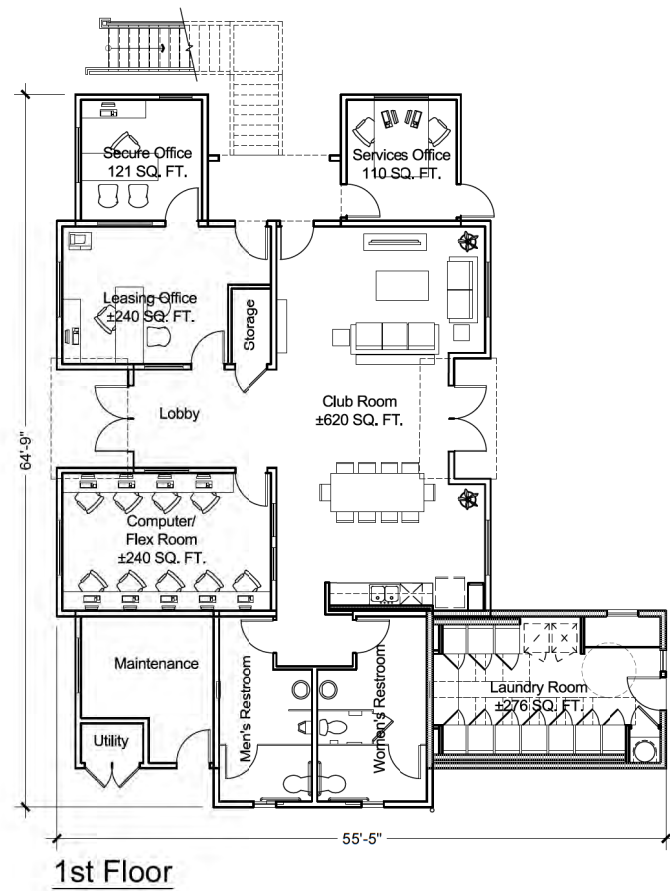 Secure Office
121 SQ. FT.
Services Office
110 SQ. FT.
Leasing Office
±240 SQ. FT.
Storage
Lobby
Club Room
±620 SQ. FT.
64'-9"
Computer/
Flex Room
±240 SQ. FT.
Maintenance
Men's Restroom
Women's Restroom
Laundry Room
±276 SQ. FT.
Utility
55'-5"
1st Floor